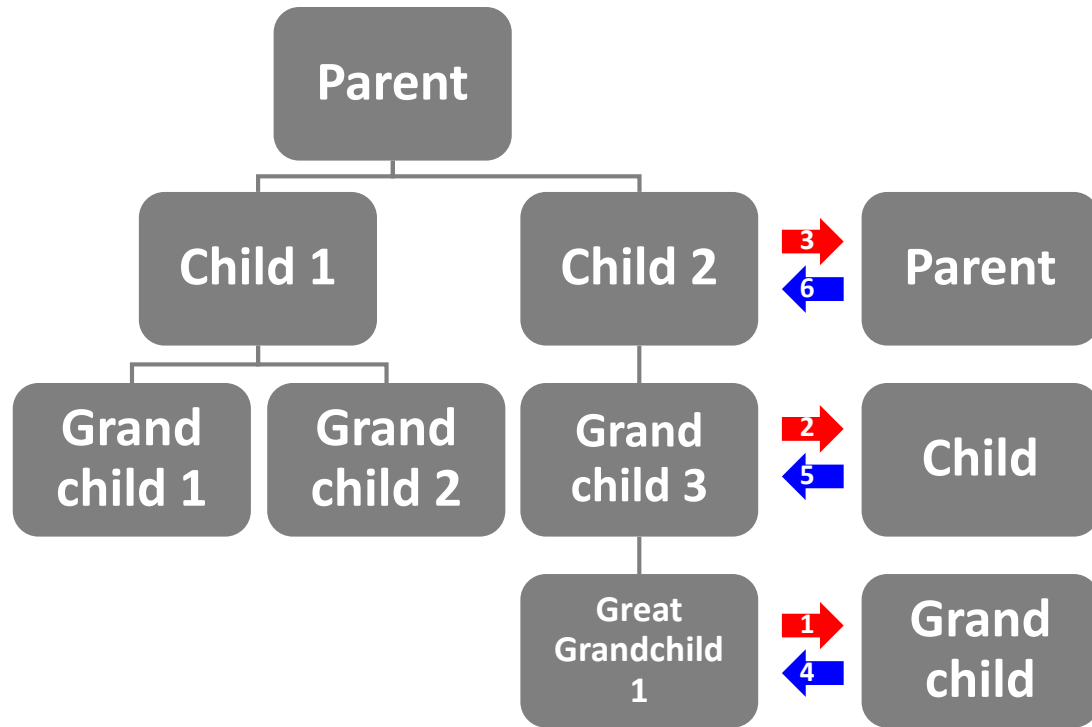 Parent
Child 1
Child 2
3
6
Parent
Grand
child 1
Grand
child 2
Grand
child 3
2
5
Child
Great
Grandchild
1
1
4
Grand
child